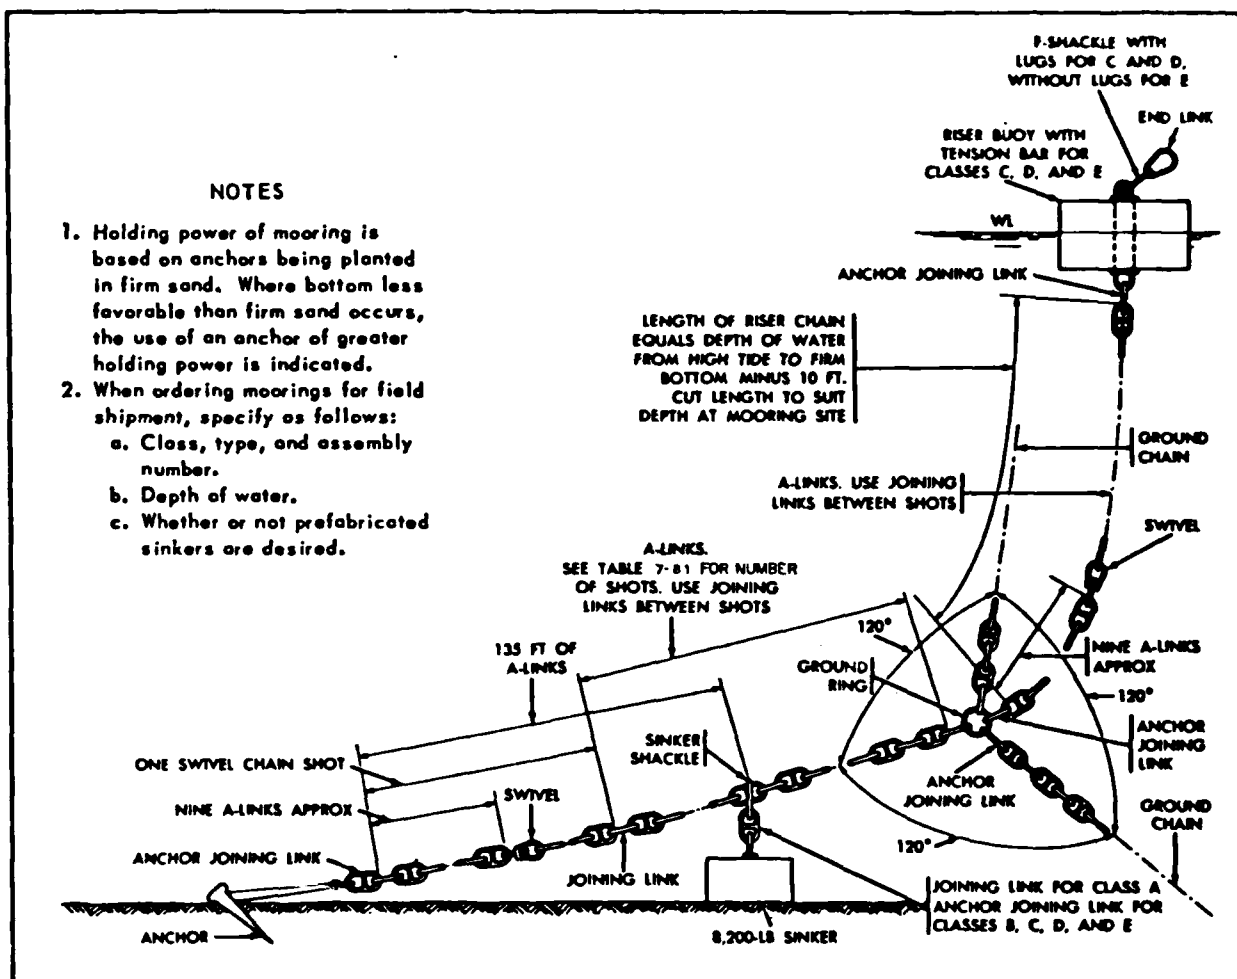 F-SHACKLE WITH
LUGS FOR C AND D,
WITHOUT LUGS FOR E
END LINK
RISER BUOY WITH
TENSION BAR FOR
CLASSES C, D, AND E
WL
ANCHOR JOINING LINK
NOTES
1. Holding power of mooring is
based on anchors being planted
in firm sand. Where bottom less
favorable than firm sand occurs,
the use of an anchor of greater
holding power is indicated.
2. When ordering moorings for field
shipment, specify as follows:
a. Class, type, and assembly
number.
b. Depth of water.
c. Whether or not prefabricated
sinkers are desired.
LENGTH OF RISER CHAIN
EQUALS DEPTH OF WATER
FROM HIGH TIDE TO FIRM
BOTTOM MINUS 10 FT.
CUT LENGTH TO SUIT
DEPTH AT MOORING SITE
GROUND
CHAIN
A-LINKS. USE JOINING
LINKS BETWEEN SHOTS
SWIVEL
A-LINKS.
SEE TABLE 7-81 FOR NUMBER
OF SHOTS. USE JOINING
LINKS BETWEEN SHOTS
120°
135 FT OF
A-LINKS
GROUND
RING
NINE A-LINKS
APPROX
120°
ANCHOR
JOINING
LINK
SINKER
SHACKLE
ONE SWIVEL CHAIN SHOT
ANCHOR
JOINING LINK
NINE A-LINKS APPROX
SWIVEL
GROUND
CHAIN
120°
ANCHOR JOINING LINK
JOINING LINK
JOINING LINK FOR CLASS A
ANCHOR JOINING LINK FOR
CLASSES B, C, D, AND E
ANCHOR
8,200-LB SINKER